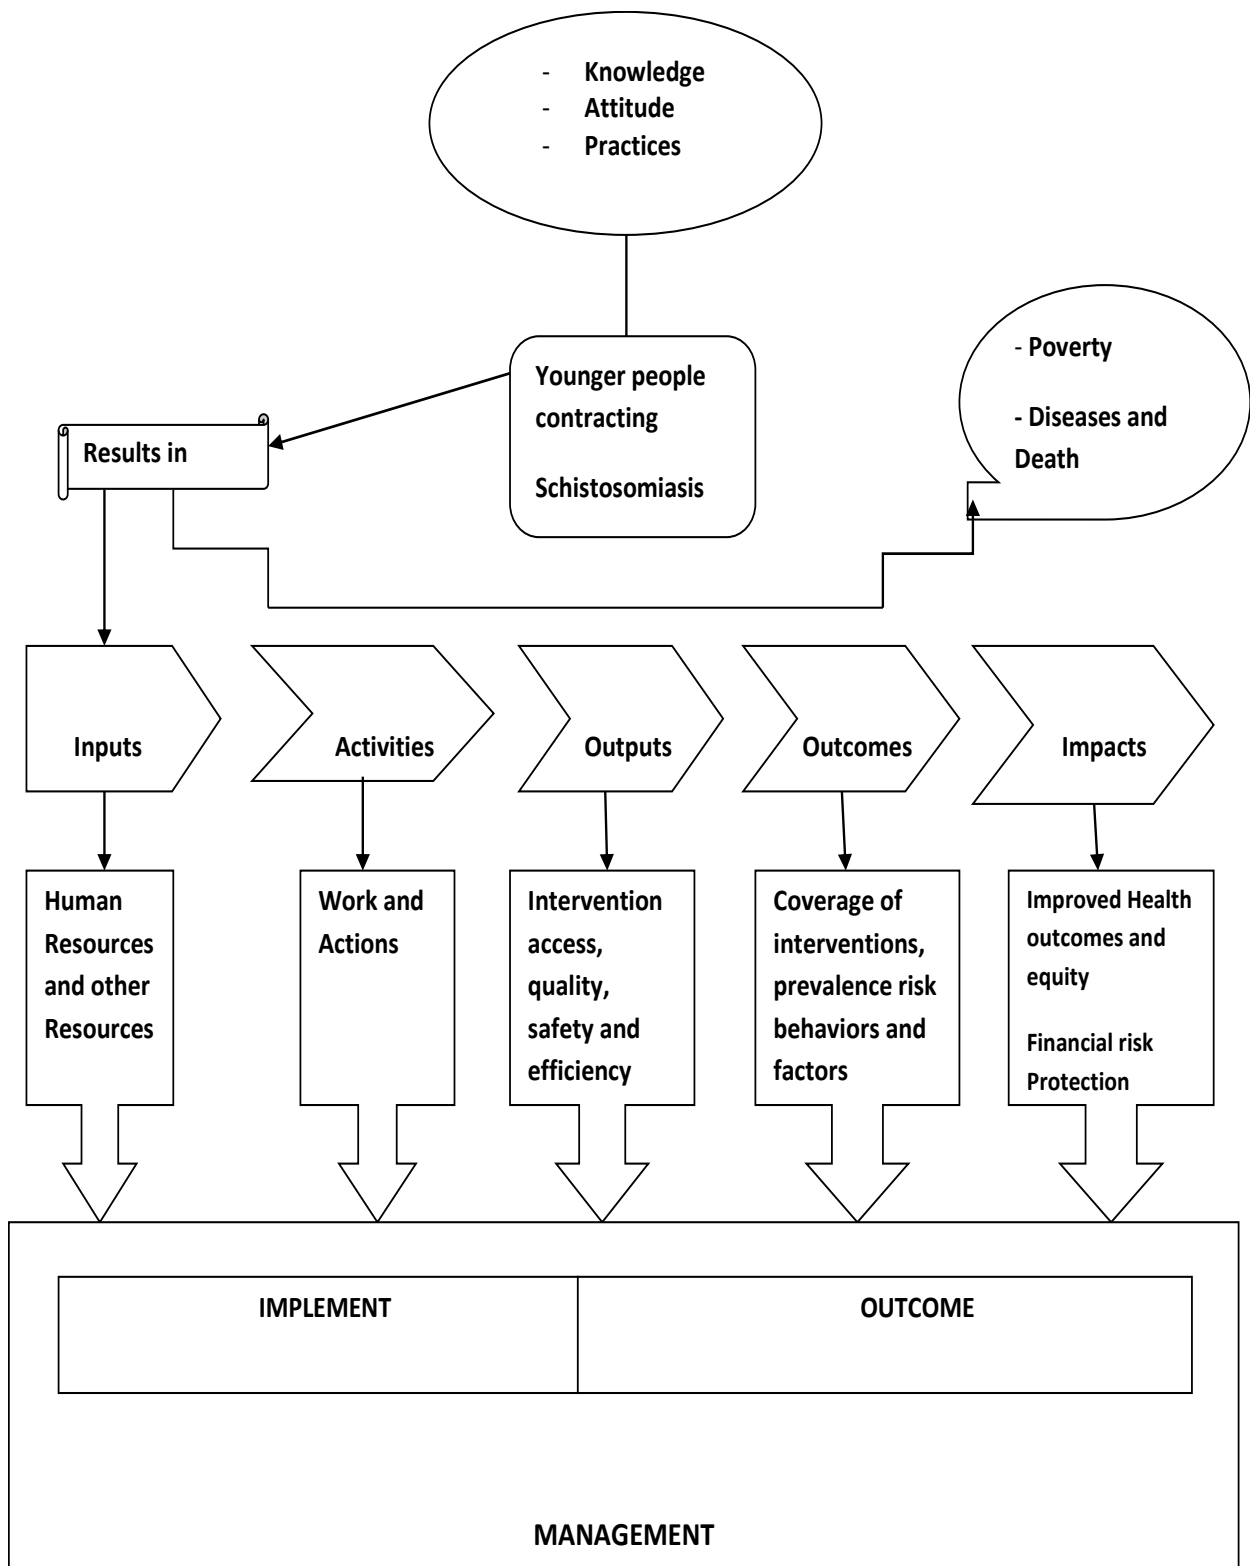 - Knowledge
- Attitude
- Practices
Younger people
contracting
Schistosomiasis
- Poverty
- Diseases and
Death
Results in
Inputs
Activities
Outputs
Outcomes
Impacts
Human
Resources
and other
Resources
Work and
Actions
Intervention
access,
quality,
safety and
efficiency
Coverage of
interventions,
prevalence risk
behaviors and
factors
Improved Health
outcomes and
equity
Financial risk
Protection
IMPLEMENT
OUTCOME
MANAGEMENT